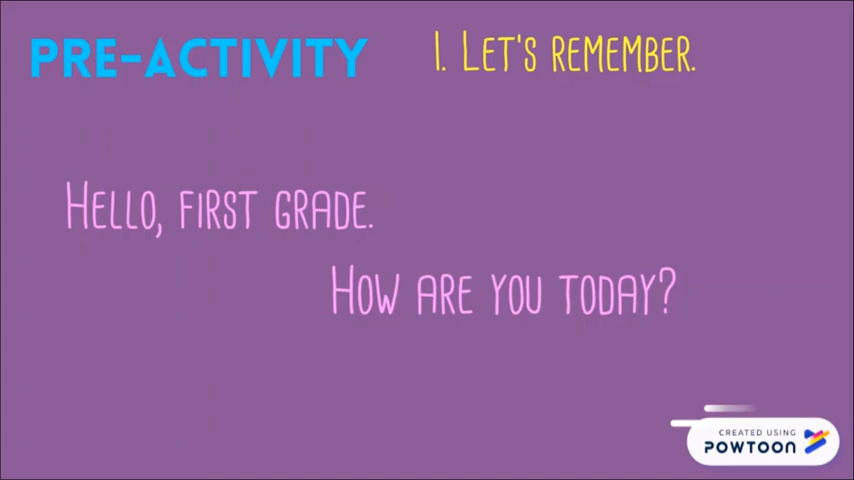 PRE-ACTIVITY
1. LET'S REMEMBER.
HELLO, FIRST GRADE.
HOW ARE YOU TODAY?
CREATED USING
POWTOON